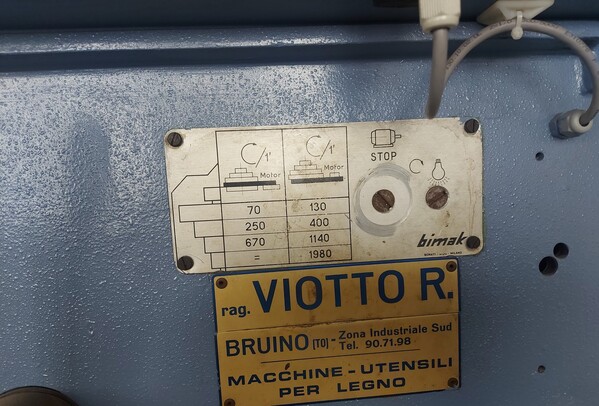 STOP
Motor Motor
70 130
250 400
670 1140
= 1980
bimak
rag. VIOTTO R.
BRUINO (TO) - Zona Industriale Sud
Tel. 90.71.98
MACCHINE - UTENSILI
PER LEGNO